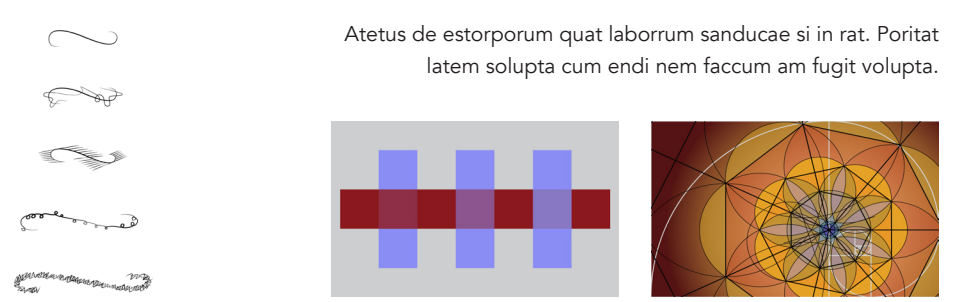 Atetus de estorporum quat laborrum sanducae si in rat. Poritat
latem solupta cum endi nem faccum am fugit volupta.